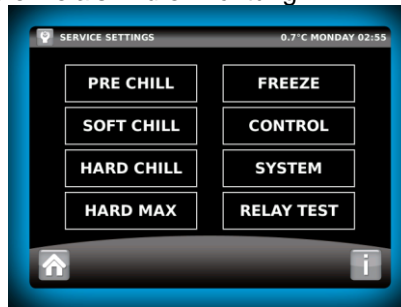 SERVICE SETTINGS 0.7°C MONDAY 02:55
PRE CHILL FREEZE
SOFT CHILL CONTROL
HARD CHILL SYSTEM
HARD MAX RELAY TEST
i